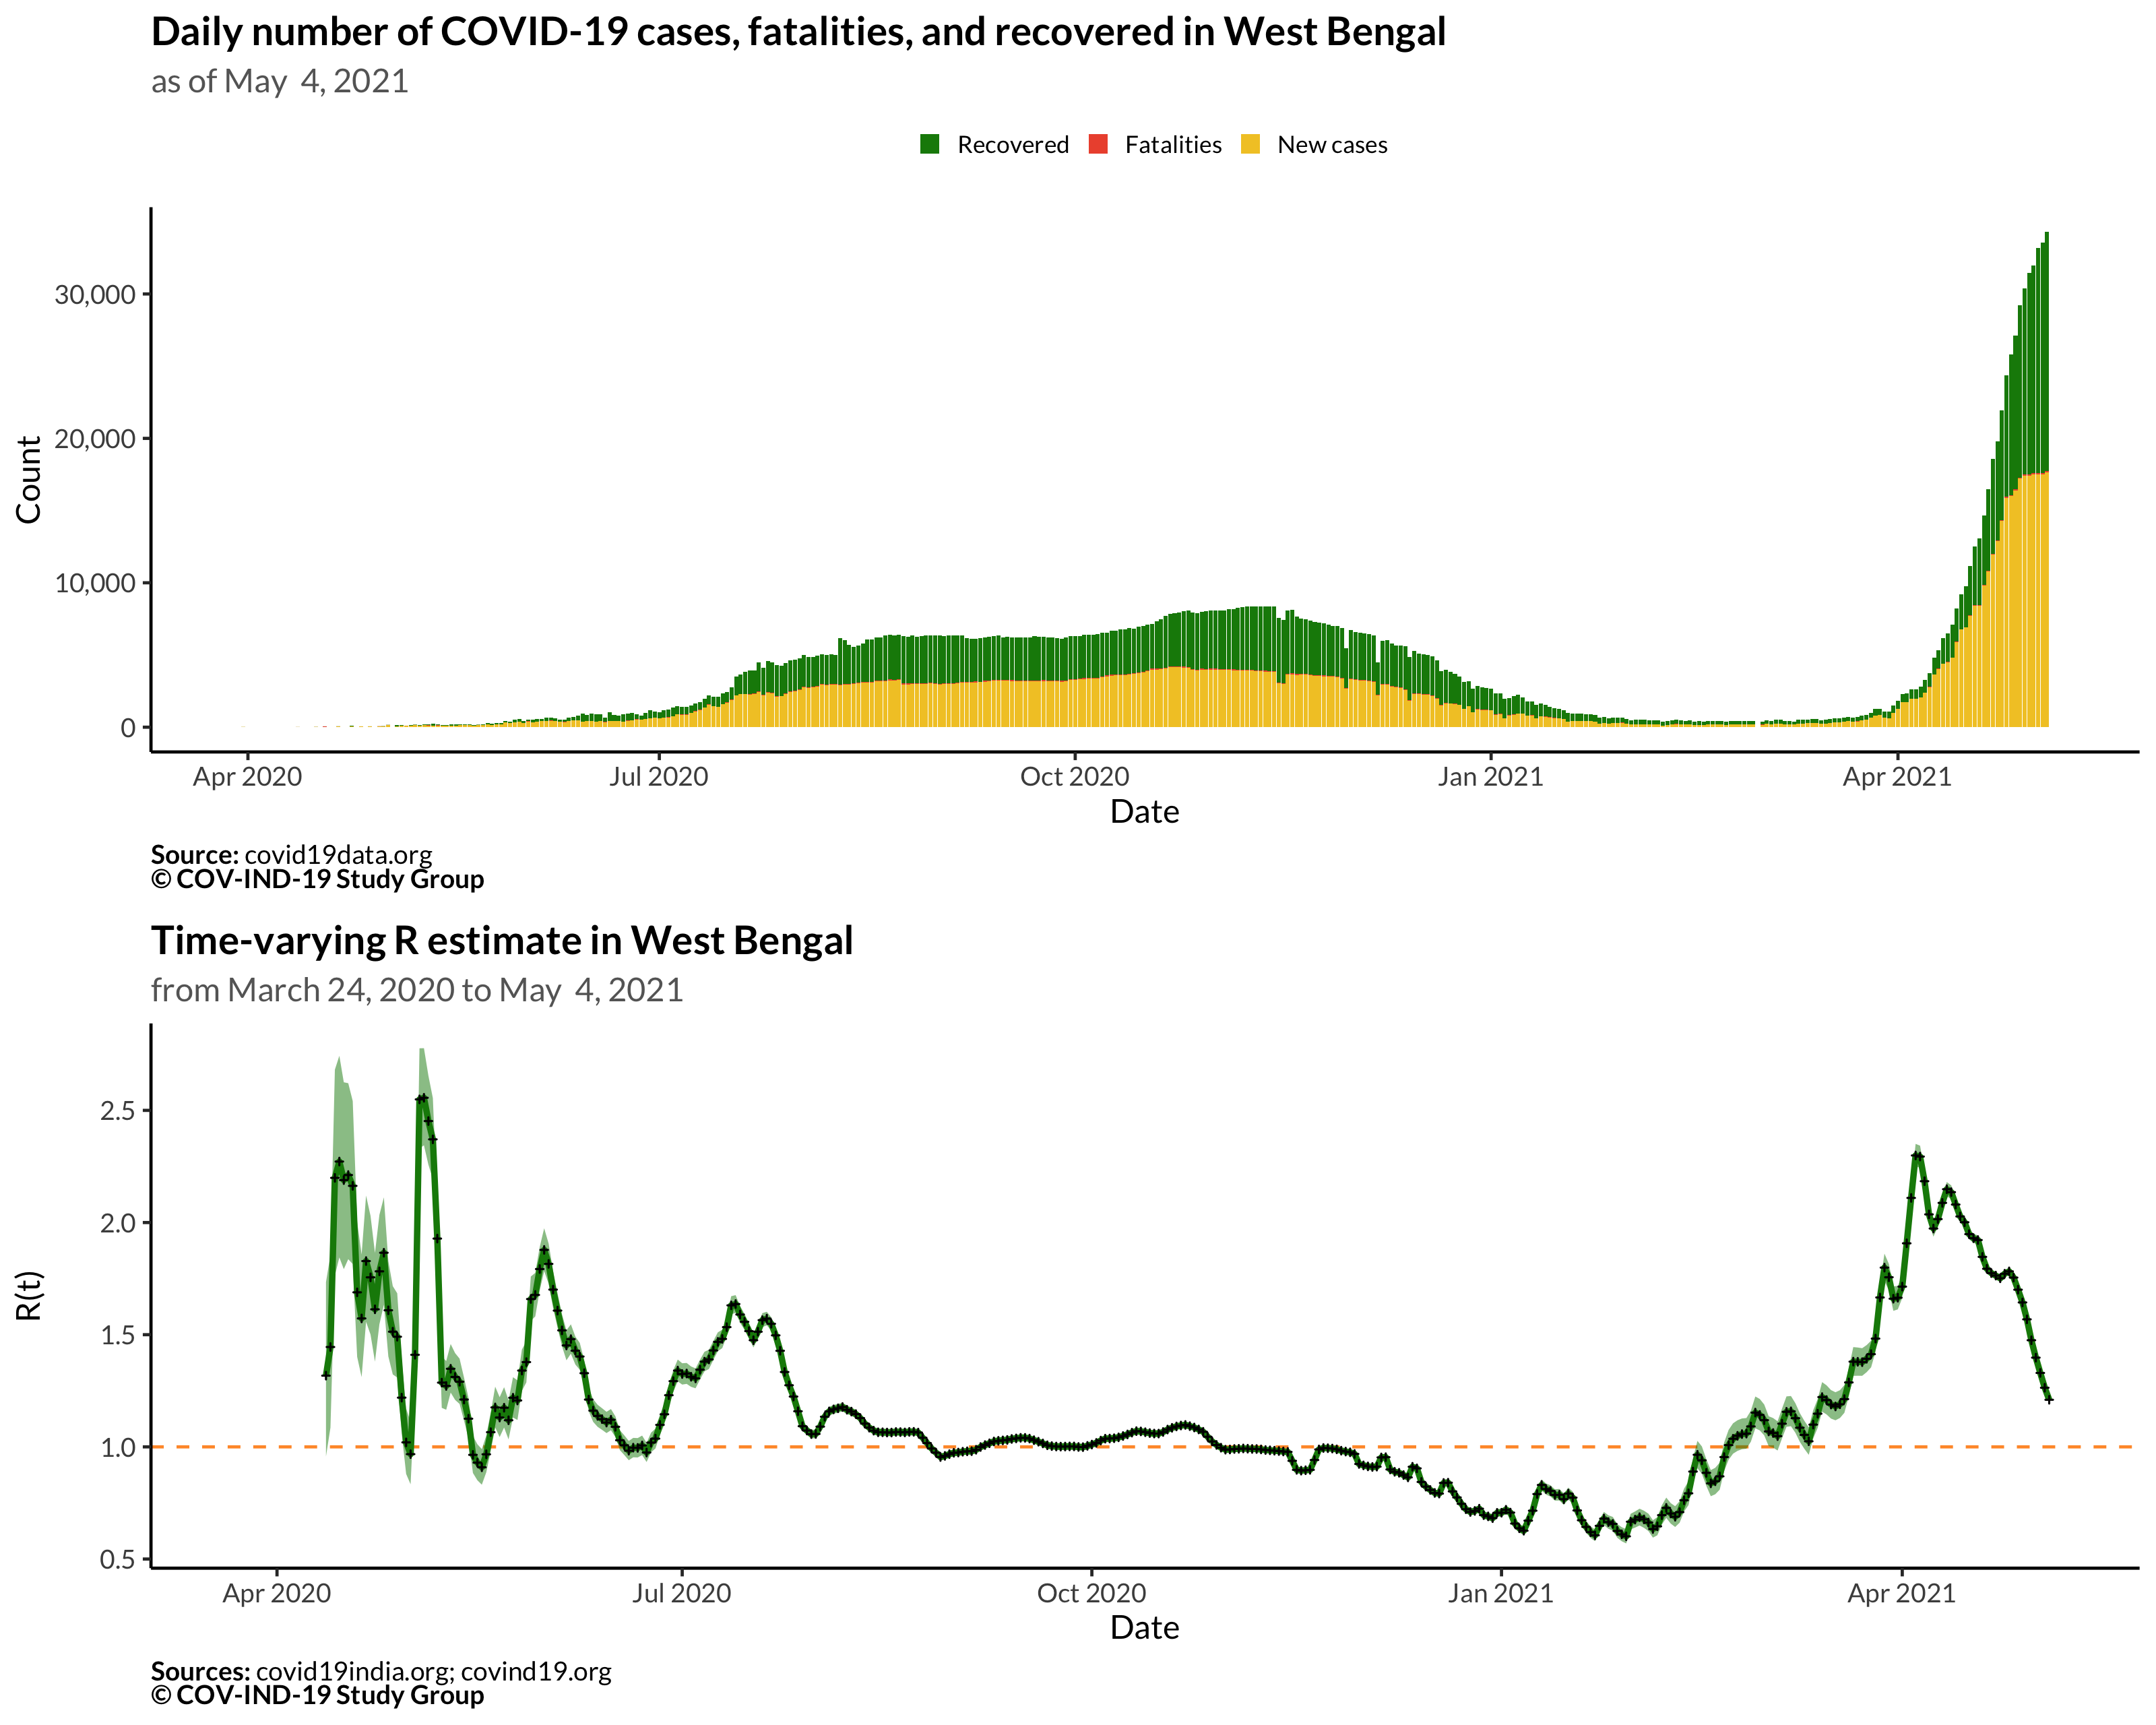 Daily number of COVID-19 cases, fatalities, and recovered in West Bengal
as of May  4, 2021
Recovered Fatalities New cases
30,000
20,000
10,000
0
Count
Apr 2020 Jul 2020 Oct 2020 Jan 2021 Apr 2021
Date
Source: covid19data.org
© COV-IND-19 Study Group
Time-varying R estimate in West Bengal
from March 24, 2020 to May  4, 2021
2.5
2.0
1.5
1.0
0.5
R(t)
Apr 2020 Jul 2020 Oct 2020 Jan 2021 Apr 2021
Date
Sources: covid19india.org; covind19.org
© COV-IND-19 Study Group